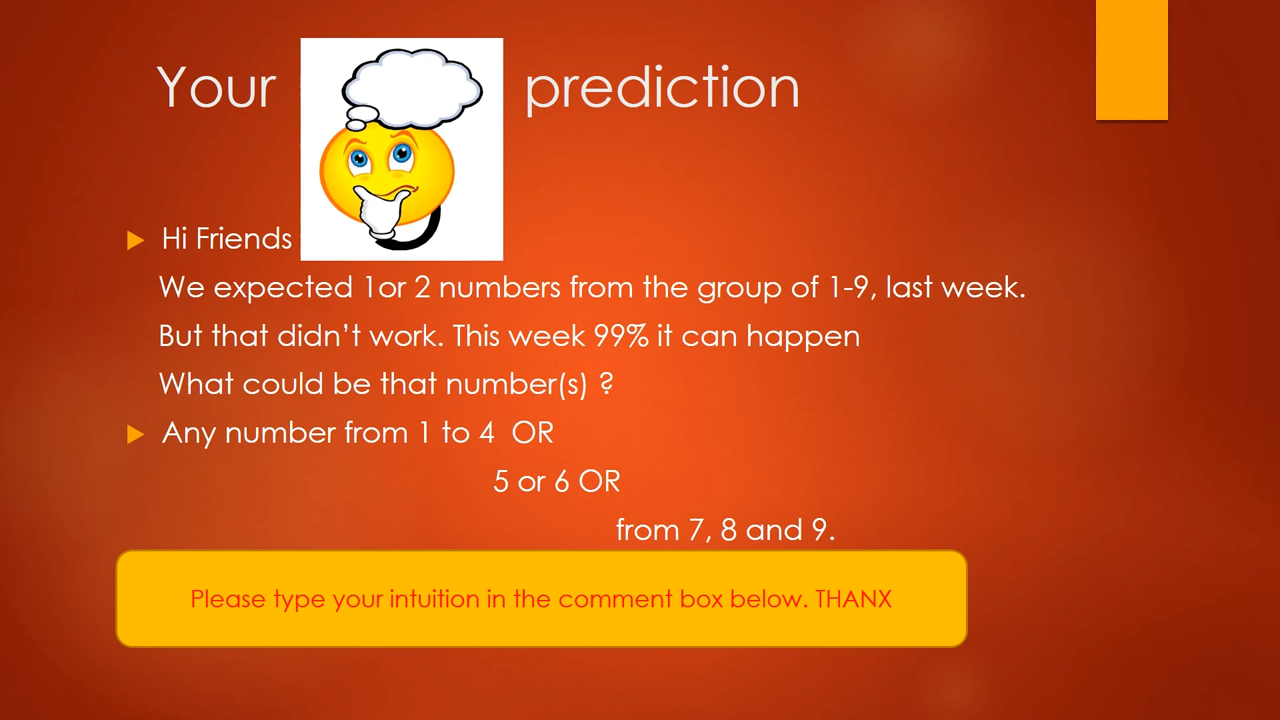 Your prediction
Hi Friends
We expected 1or 2 numbers from the group of 1-9, last week.
But that didn’t work. This week 99% it can happen
What could be that number(s) ?
Any number from 1 to 4 OR
5 or 6 OR
from 7, 8 and 9.
Please type your intuition in the comment box below. THANX